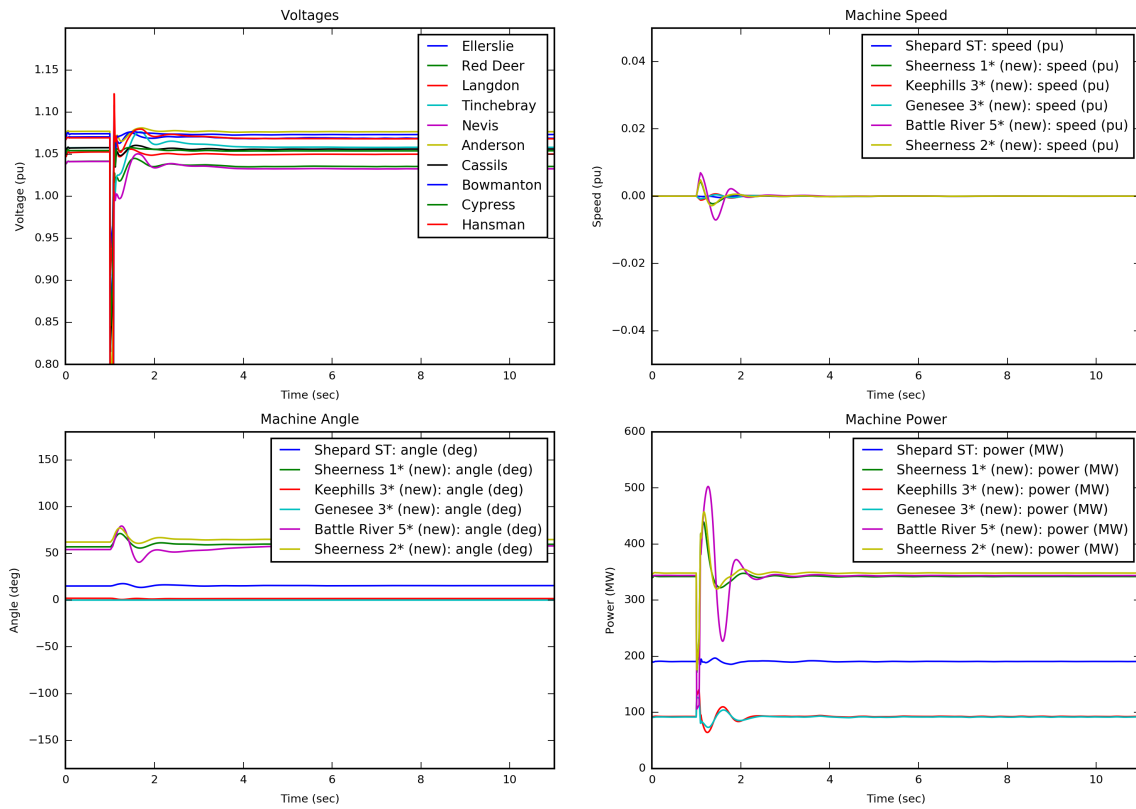 Voltages
Voltage (pu)
1.15
1.10
1.05
1.00
0.95
0.90
0.85
0.80
Ellerslie
Red Deer
Langdon
Tinchebray
Nevis
Anderson
Cassils
Bowmanton
Cypress
Hansman
0 2 4 6 8 10
Time (sec)
Machine Speed
Speed (pu)
0.04
0.02
0.00
−0.02
−0.04
Shepard ST: speed (pu)
Sheerness 1* (new): speed (pu)
Keephills 3* (new): speed (pu)
Genesee 3* (new): speed (pu)
Battle River 5* (new): speed (pu)
Sheerness 2* (new): speed (pu)
0 2 4 6 8 10
Time (sec)
Machine Angle
Angle (deg)
150
100
50
0
−50
−100
−150
Shepard ST: angle (deg)
Sheerness 1* (new): angle (deg)
Keephills 3* (new): angle (deg)
Genesee 3* (new): angle (deg)
Battle River 5* (new): angle (deg)
Sheerness 2* (new): angle (deg)
0 2 4 6 8 10
Time (sec)
Machine Power
Power (MW)
600
500
400
300
200
100
0
Shepard ST: power (MW)
Sheerness 1* (new): power (MW)
Keephills 3* (new): power (MW)
Genesee 3* (new): power (MW)
Battle River 5* (new): power (MW)
Sheerness 2* (new): power (MW)
0 2 4 6 8 10
Time (sec)